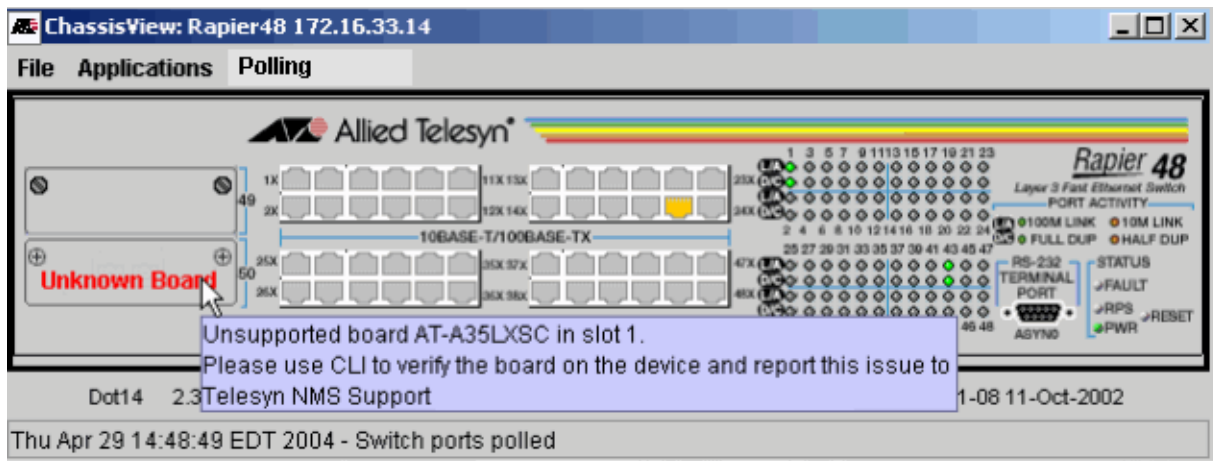 Chassis View: Rapier48 172.16.33.14
File Applications Polling
Allied Telesyn
1 3 5 7 9 11 13 15 17 19 21 23
Rapier 48
Layer 3 Fast Ethernet Switch
PORT ACTIVITY
1X 11X 13X 23X
49
L/A
D/C
2X 12X 14X 24X
100M LINK 10M LINK
FULL DUP HALF DUP
2 4 6 8 10 12 14 16 18 20 22 24
10BASE-T/100BASE-TX
25 27 29 31 33 35 37 39 41 43 45 47
25X 35X 37X 47X
Unknown Board
50
26X 36X 38X 48X
RS-232
TERMINAL
PORT
ASYN0
STATUS
FAULT
RPS
PWR
RESET
46 48
Unsupported board AT-A35LXSC in slot 1.
Please use CLI to verify the board on the device and report this issue to
Telesyn NMS Support
Dot14 2.3
1-08 11-Oct-2002
Thu Apr 29 14:48:49 EDT 2004 - Switch ports polled